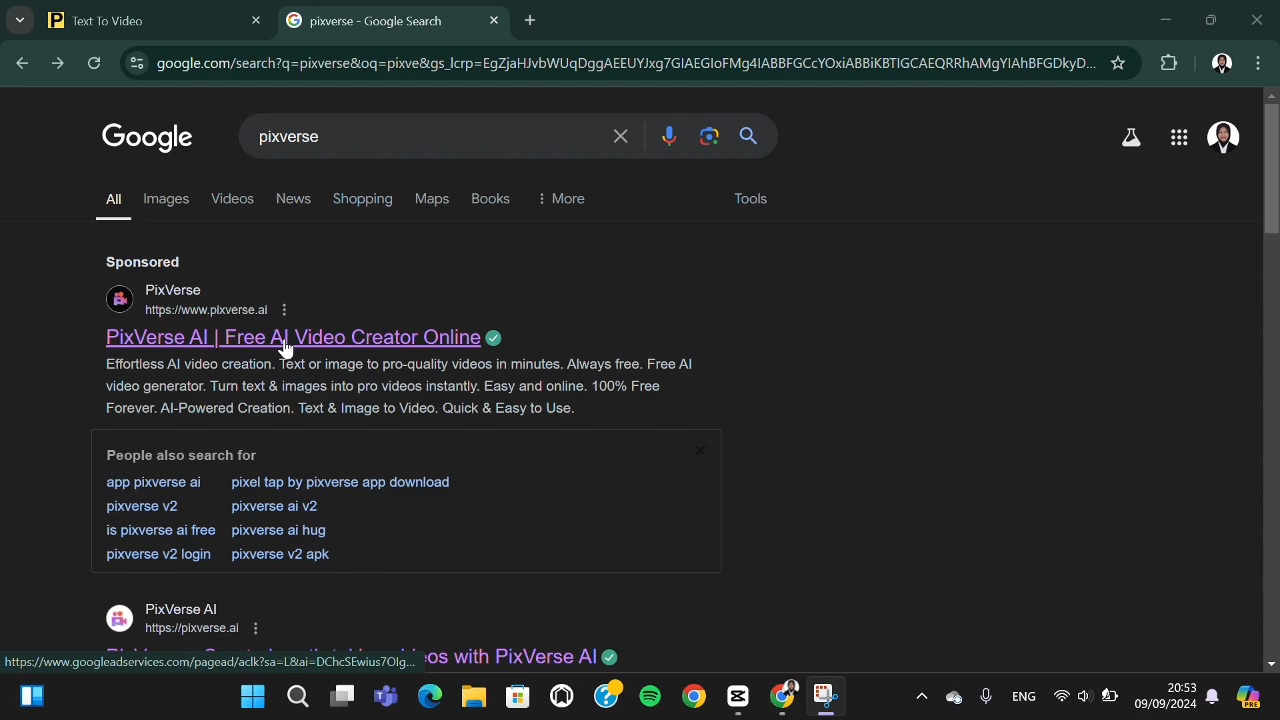 Text To Video
pixverse - Google Search
google.com/search?q=pixverse&oq=pixve&gs_lcrp=EgZjaHJvbWUqDggAEEUYJxg7GIAEGIoFMg4IABBFGCcYOxiABBiKBTIGCAEQRRhAMgYIAhBFGDkyD...
Google
pixverse
All Images Videos News Shopping Maps Books More Tools
Sponsored
PixVerse
https://www.pixverse.ai
PixVerse AI | Free AI Video Creator Online
Effortless AI video creation. Text or image to pro-quality videos in minutes. Always free. Free AI
video generator. Turn text & images into pro videos instantly. Easy and online. 100% Free
Forever. AI-Powered Creation. Text & Image to Video. Quick & Easy to Use.
People also search for
app pixverse ai pixel tap by pixverse app download
pixverse v2 pixverse ai v2
is pixverse ai free pixverse ai hug
pixverse v2 login pixverse v2 apk
PixVerse AI
https://pixverse.ai
with PixVerse AI
https://www.googleadservices.com/pagead/aclk?sa=L&ai=DChcSEwius7OIg...
ENG
20:53
09/09/2024
PRE